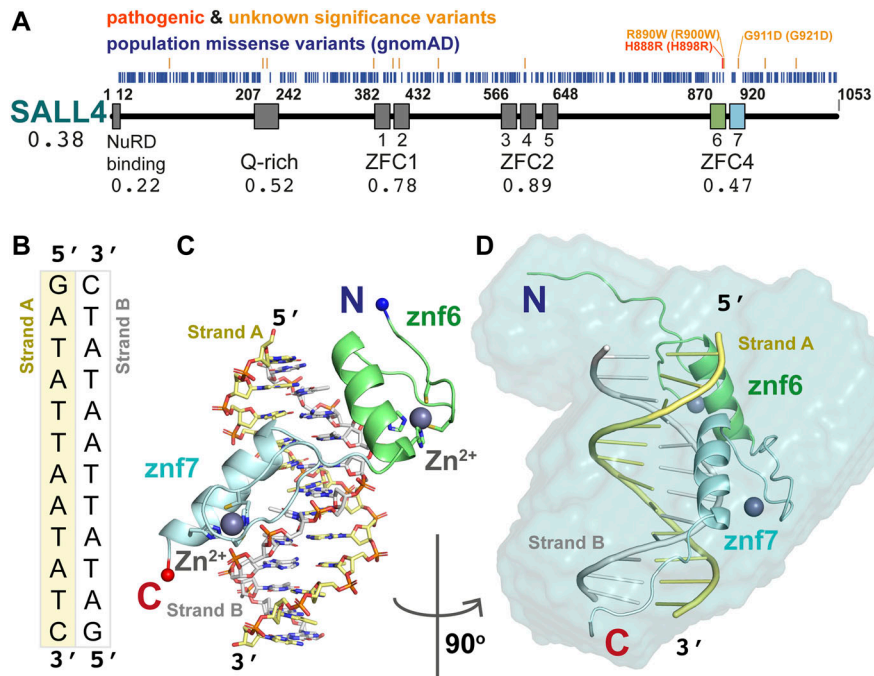 A
pathogenic & unknown significance variants
population missense variants (gnomAD)
R890W (R900W)
H888R (H898R)
G911D (G921D)
SALL4
0.38
1 12 207 242 382 432 566 648 870 920 1053
1 2 3 4 5 6 7
NuRD
binding
Q-rich
ZFC1
ZFC2
ZFC4
0.22 0.52 0.78 0.89 0.47
B
5′ 3′
Strand A
Strand B
G C
A T
T A
A T
T A
T A
A T
A T
T A
A T
T A
C G
3′ 5′
C
N
znf6
Strand A
5′
Zn2+
znf7
Zn2+
C
Strand B
3′
90o
D
N
5′
Strand A
znf6
znf7
Strand B
C
3′